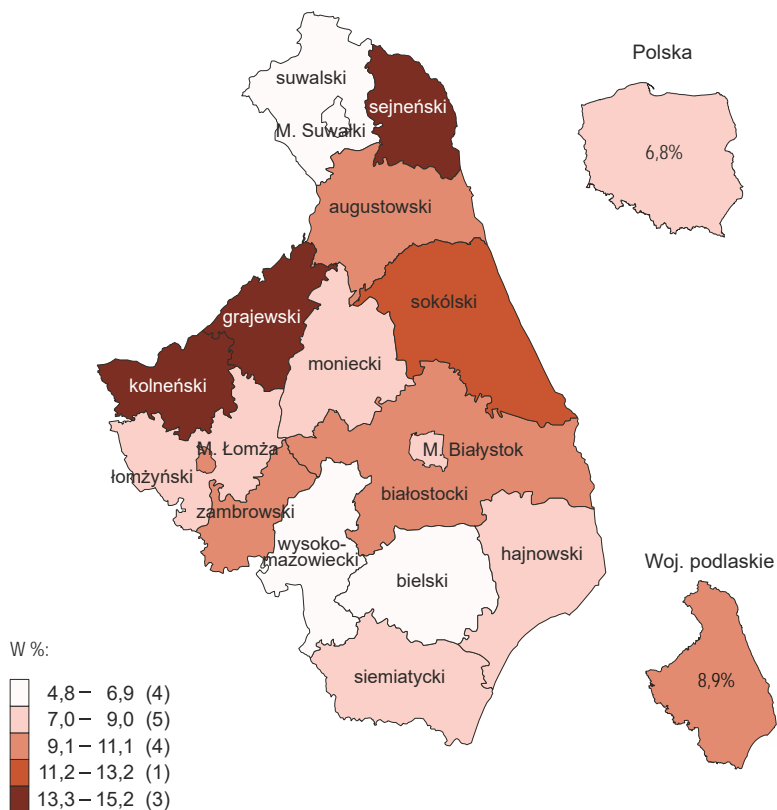 Polska
suwalski
sejneński
M. Suwałki
6,8%
augustowski
sokólski
grajewski
moniecki
kolneński
M. Łomża
M. Białystok
łomżyński
białostocki
zambrowski
wysoko-
mazowiecki
hajnowski
bielski
Woj. podlaskie
siemiatycki
8,9%
W %:
4,8 – 6,9 (4)
7,0 – 9,0 (5)
9,1 – 11,1 (4)
11,2 – 13,2 (1)
13,3 – 15,2 (3)